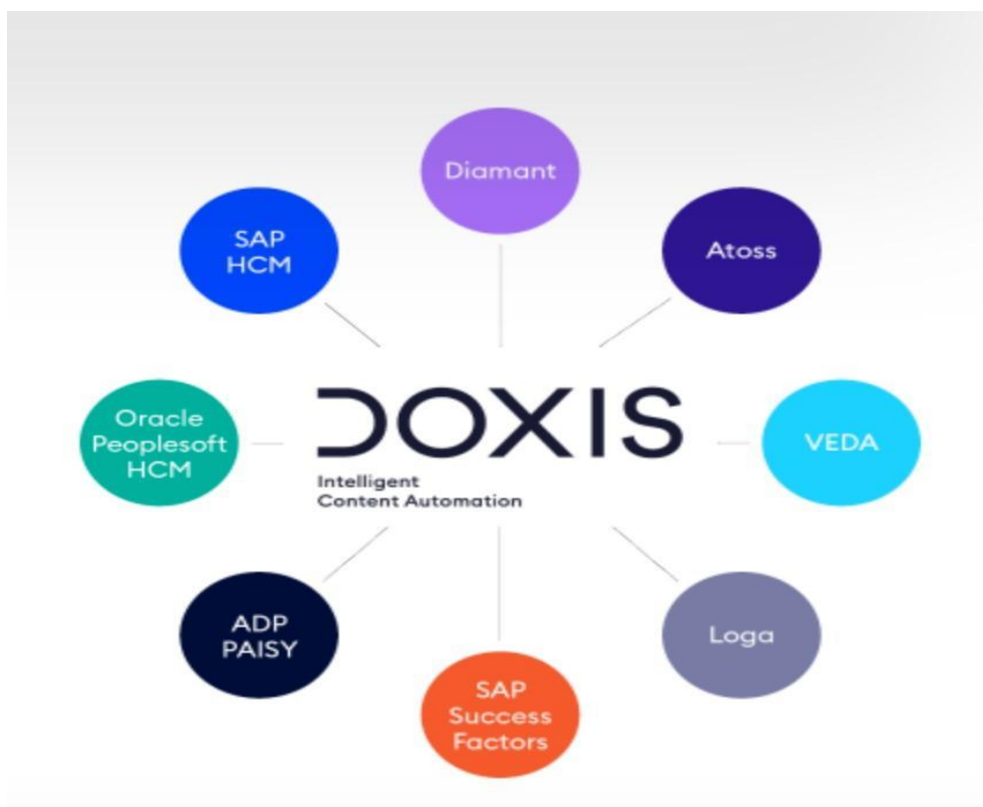 Diamant
SAP
HCM
Atoss
Oracle
Peoplesoft
HCM
DOXIS
Intelligent
Content Automation
VEDA
ADP
PAISY
Loga
SAP
Success
Factors